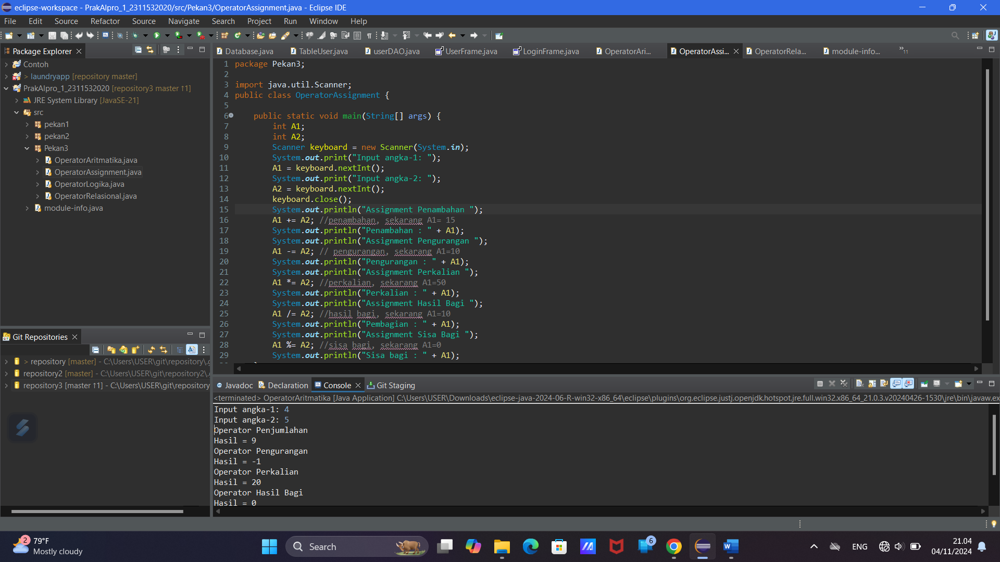 eclipse-workspace - PrakAlpro_1_2311532020/src/Pekan3/OperatorAssignment.java - Eclipse IDE
File Edit Source Refactor Source Navigate Search Project Run Window Help
Package Explorer
Contoh
> laundryapp [repository master]
PrakAlpro_1_2311532020 [repository3 master ↑1]
JRE System Library [JavaSE-21]
src
pekan1
pekan2
Pekan3
OperatorAritmatika.java
OperatorAssignment.java
OperatorLogika.java
OperatorRelasional.java
module-info.java
Git Repositories
> repository [master] - C:\Users\USER\git\repository\.g
repository2 [master] - C:\Users\USER\git\repository2\.
repository3 [master ↑1] - C:\Users\USER\git\repository
Database.java TableUser.java userDAO.java UserFrame.java LoginFrame.java OperatorAri... OperatorAssi... OperatorRela... module-info... »11
1 package Pekan3;
2
3 import java.util.Scanner;
4 public class OperatorAssignment {
5
6 public static void main(String[] args) {
7 int A1;
8 int A2;
9 Scanner keyboard = new Scanner(System.in);
10 System.out.print("Input angka-1: ");
11 A1 = keyboard.nextInt();
12 System.out.print("Input angka-2: ");
13 A2 = keyboard.nextInt();
14 keyboard.close();
15 System.out.println("Assignment Penambahan ");
16 A1 += A2; //penambahan, sekarang A1= 15
17 System.out.println("Penambahan : " + A1);
18 System.out.println("Assignment Pengurangan ");
19 A1 -= A2; // pengurangan, sekarang A1=10
20 System.out.println("Pengurangan : " + A1);
21 System.out.println("Assignment Perkalian ");
22 A1 *= A2; //perkalian, sekarang A1=50
23 System.out.println("Perkalian : " + A1);
24 System.out.println("Assignment Hasil Bagi ");
25 A1 /= A2; //hasil bagi, sekarang A1=10
26 System.out.println("Pembagian : " + A1);
27 System.out.println("Assignment Sisa Bagi ");
28 A1 %= A2; //sisa bagi, sekarang A1=0
29 System.out.println("Sisa bagi : " + A1);
Javadoc Declaration Console Git Staging
<terminated> OperatorAritmatika [Java Application] C:\Users\USER\Downloads\eclipse-java-2024-06-R-win32-x86_64\eclipse\plugins\org.eclipse.justj.openjdk.hotspot.jre.full.win32.x86_64_21.0.3.v20240426-1530\jre\bin\javaw.ex
Input angka-1: 4
Input angka-2: 5
Operator Penjumlahan
Hasil = 9
Operator Pengurangan
Hasil = -1
Operator Perkalian
Hasil = 20
Operator Hasil Bagi
Hasil = 0
2
79°F
Mostly cloudy
Search
6
ENG
21.04
04/11/2024